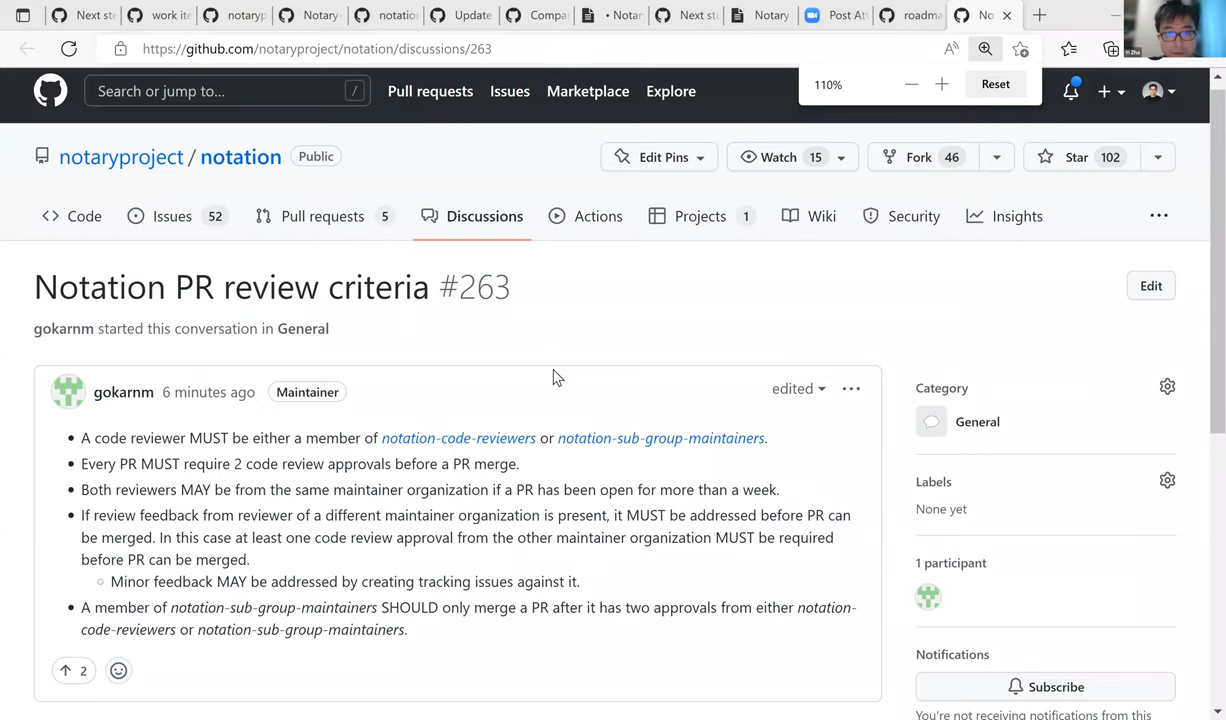 Next st
work ite
notaryp
Notary-
notation
Update
Compa
• Notar
Next st
Notary
Post At
roadma
No
https://github.com/notaryproject/notation/discussions/263
Yi Zha
110%
Reset
Search or jump to...
/
Pull requests
Issues
Marketplace
Explore
notaryproject / notation
Public
Edit Pins
Watch 15
Fork 46
Star 102
Code
Issues 52
Pull requests 5
Discussions
Actions
Projects 1
Wiki
Security
Insights
Notation PR review criteria #263
Edit
gokarnm started this conversation in General
gokarnm 6 minutes ago Maintainer
edited
• A code reviewer MUST be either a member of notation-code-reviewers or notation-sub-group-maintainers.
• Every PR MUST require 2 code review approvals before a PR merge.
• Both reviewers MAY be from the same maintainer organization if a PR has been open for more than a week.
• If review feedback from reviewer of a different maintainer organization is present, it MUST be addressed before PR can
be merged. In this case at least one code review approval from the other maintainer organization MUST be required
before PR can be merged.
○ Minor feedback MAY be addressed by creating tracking issues against it.
• A member of notation-sub-group-maintainers SHOULD only merge a PR after it has two approvals from either notation-
code-reviewers or notation-sub-group-maintainers.
2
Category
General
Labels
None yet
1 participant
Notifications
Subscribe
You're not receiving notifications from this